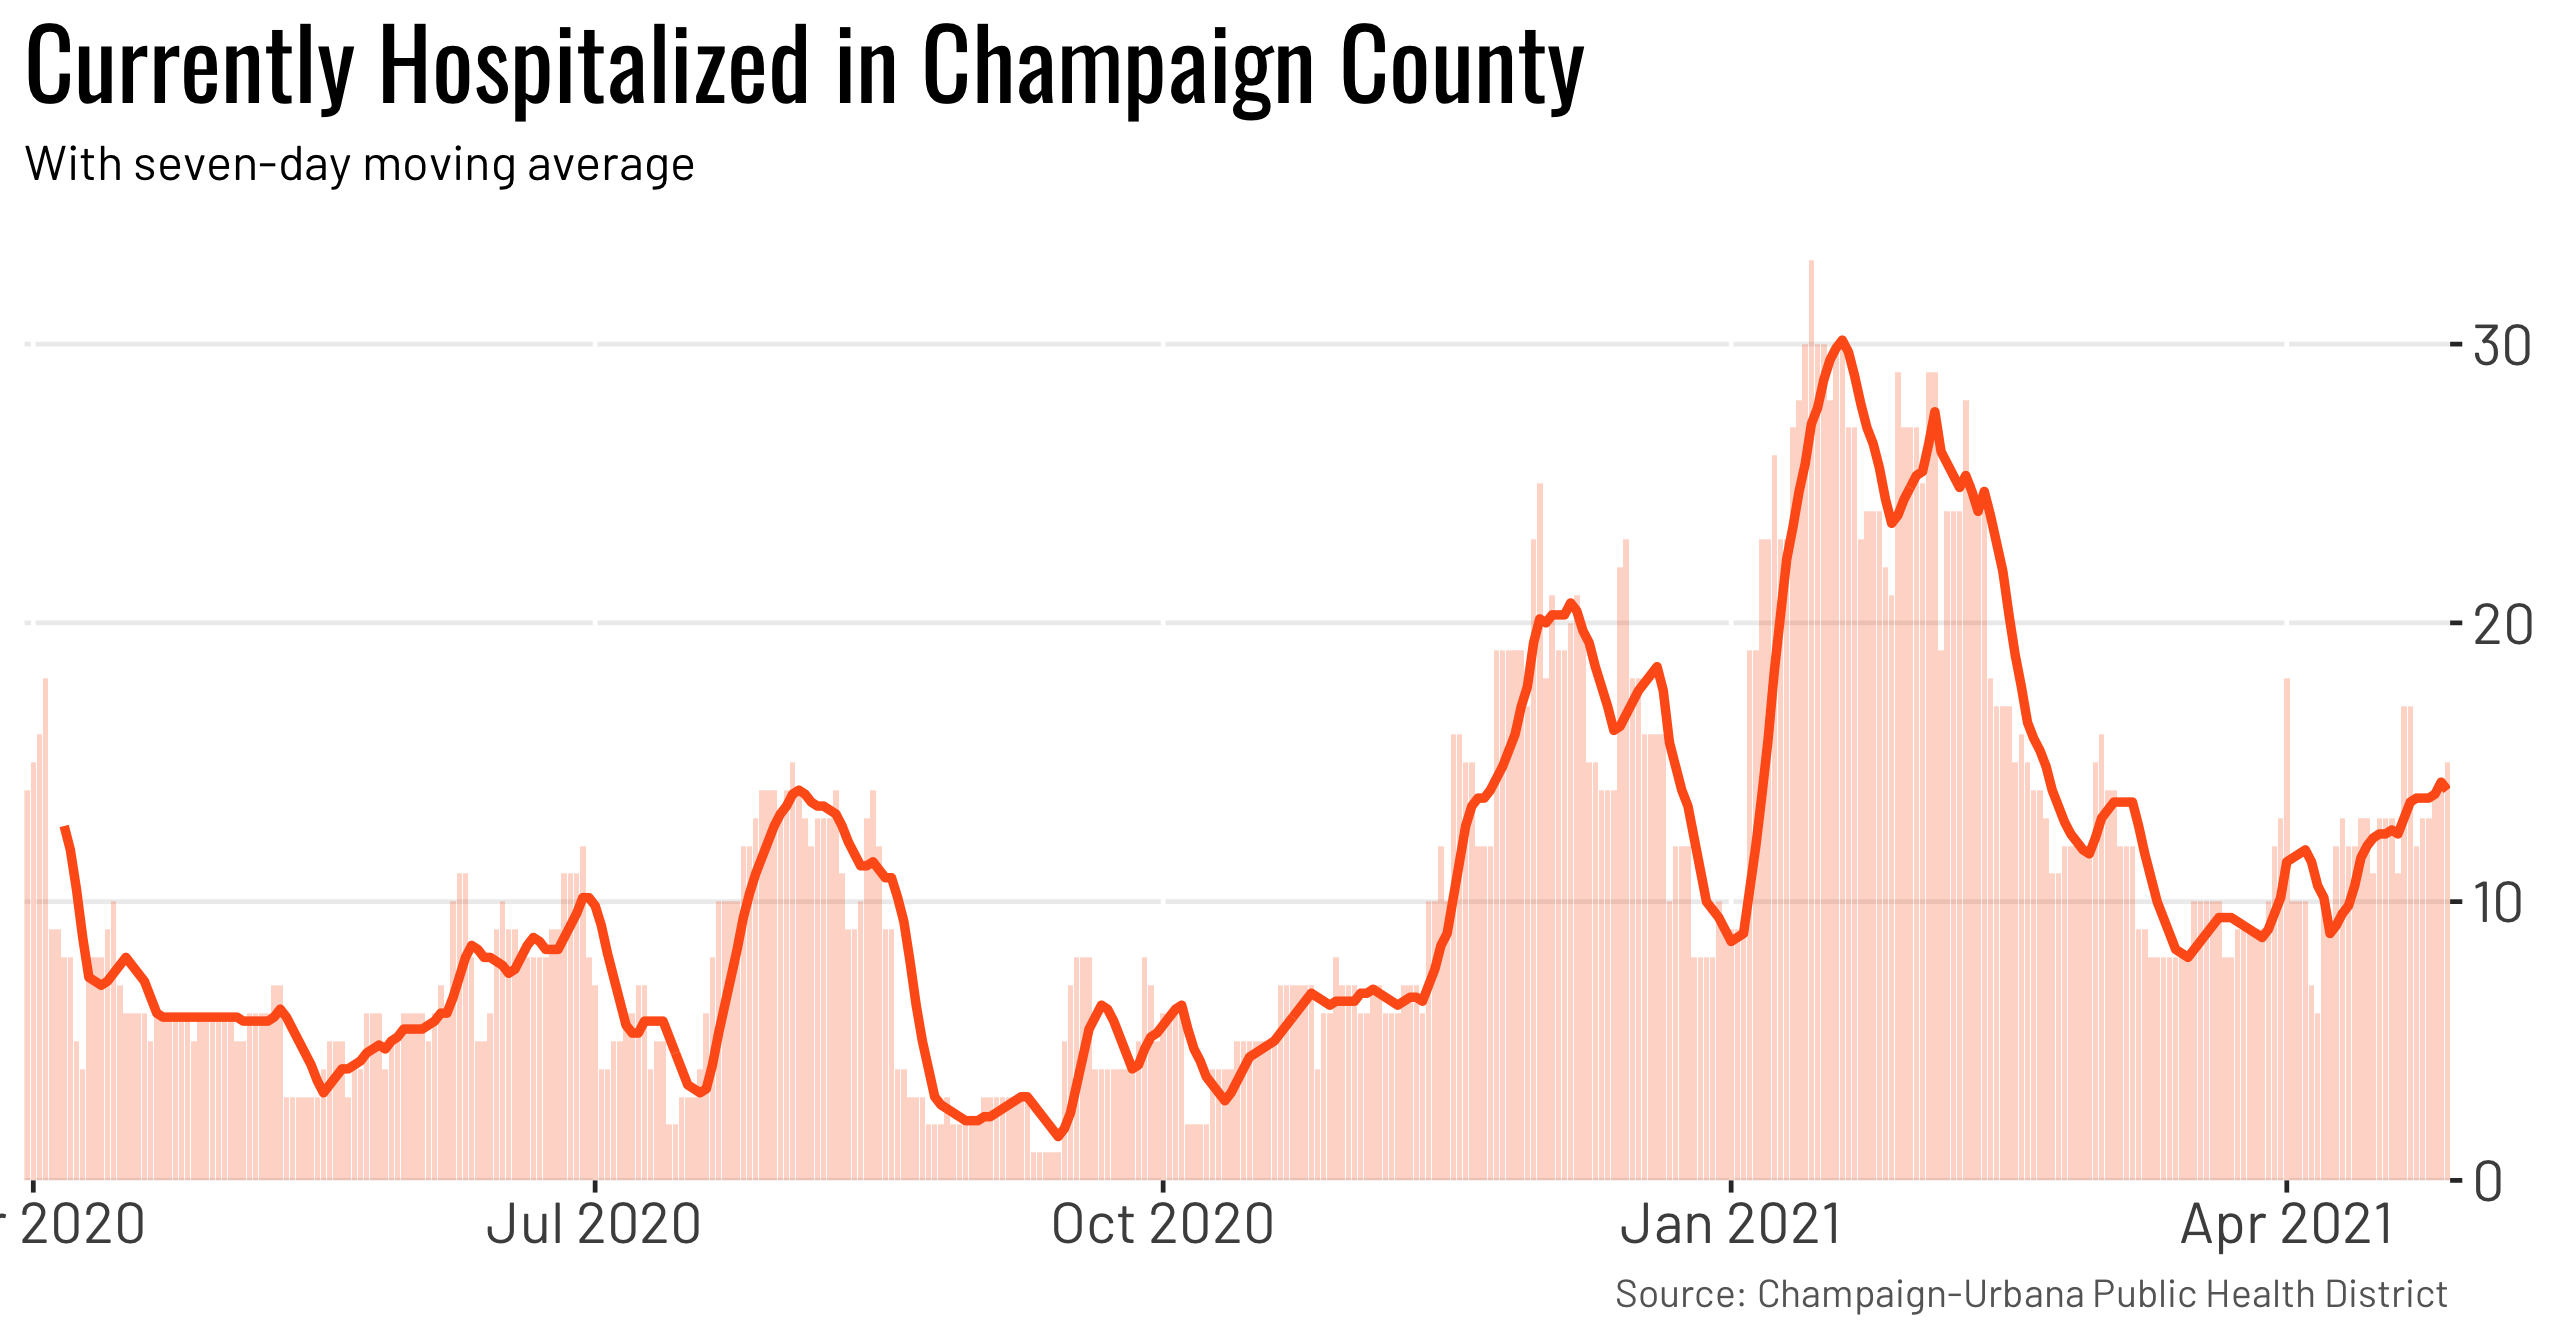 Currently Hospitalized in Champaign County
With seven-day moving average
30
20
10
0
r 2020
Jul 2020
Oct 2020
Jan 2021
Apr 2021
Source: Champaign-Urbana Public Health District